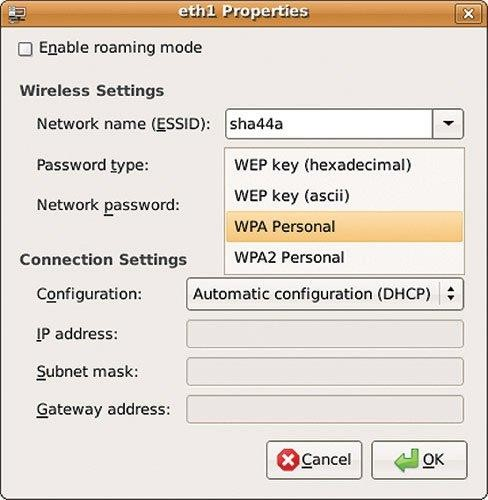 eth1 Properties
Enable roaming mode
Wireless Settings
Network name (ESSID): sha44a
Password type:
WEP key (hexadecimal)
WEP key (ascii)
Network password:
WPA Personal
WPA2 Personal
Connection Settings
Configuration: Automatic configuration (DHCP)
IP address:
Subnet mask:
Gateway address:
Cancel OK